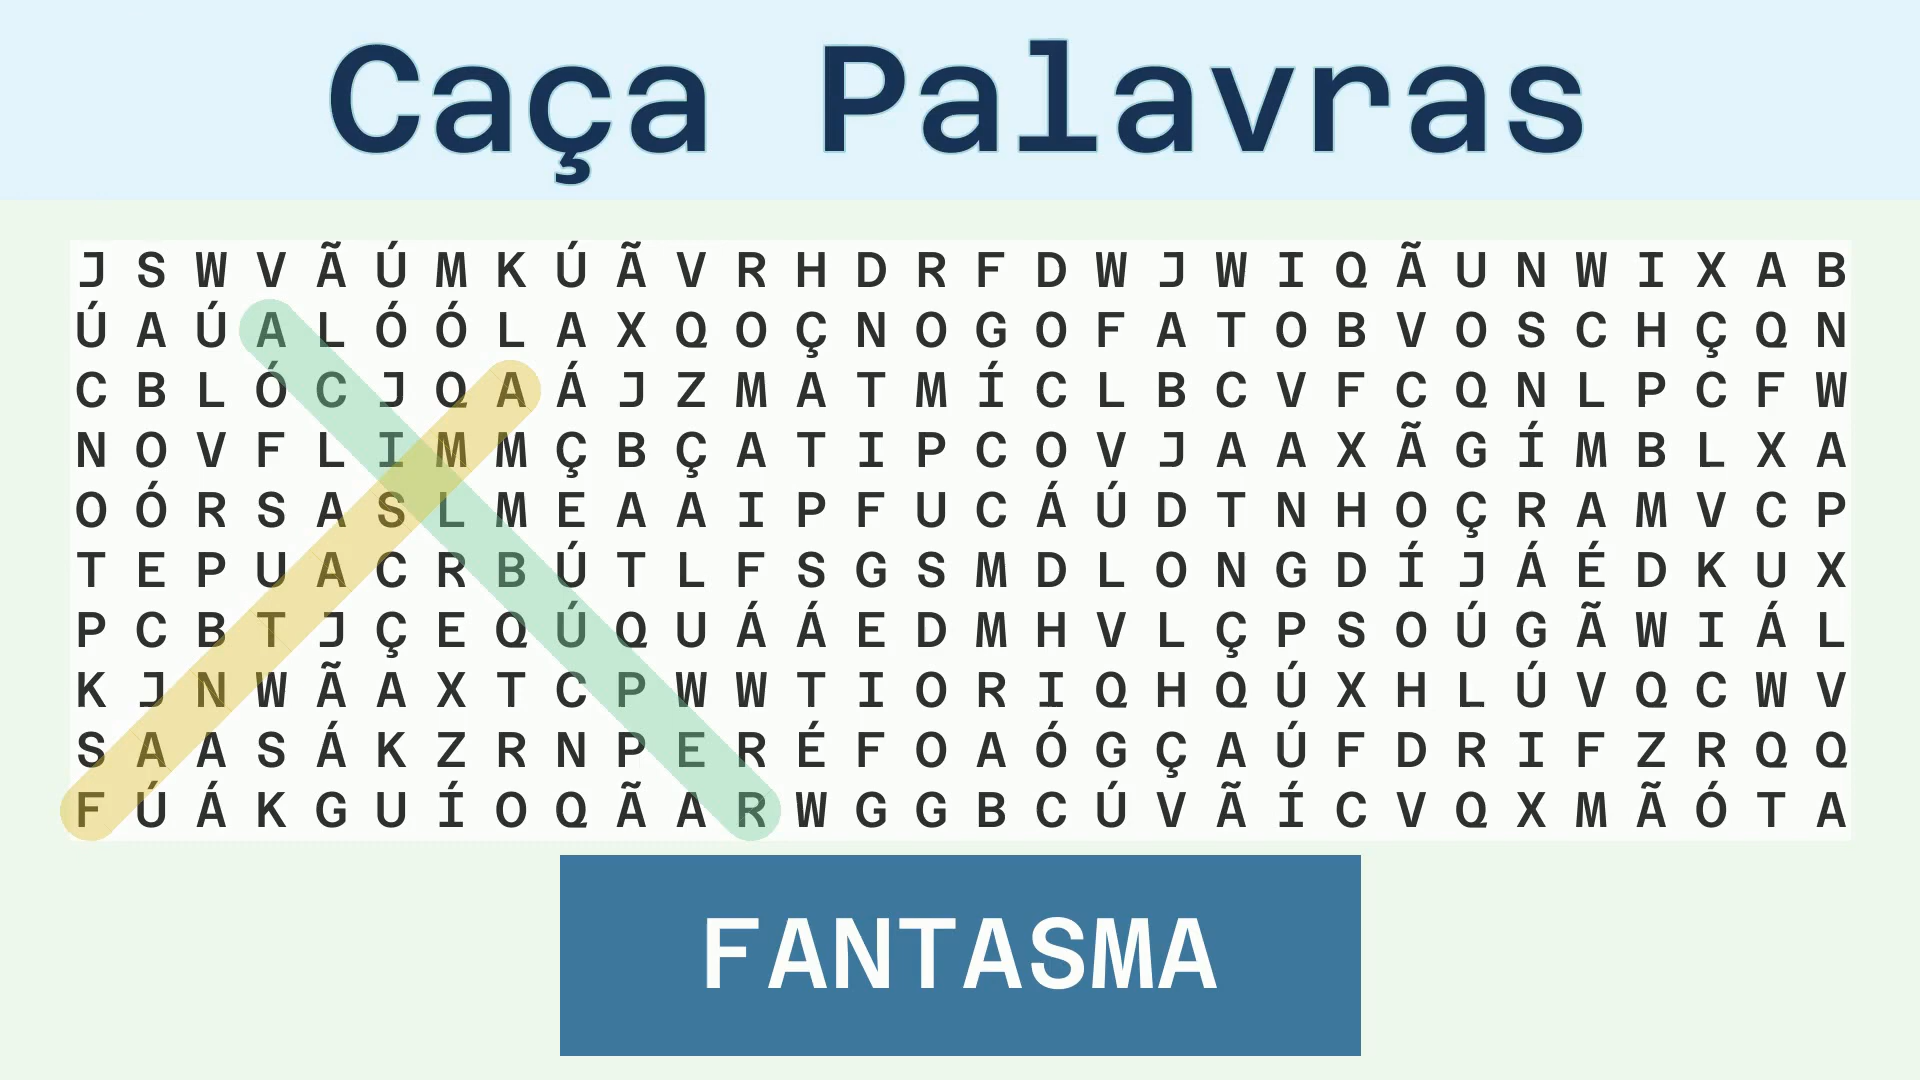 Caça Palavras
J S W V Ã Ú M K Ú Ã V R H D R F D W J W I Q Ã U N W I X A B
Ú A Ú A L Ó Ó L A X Q O Ç N O G O F A T O B V O S C H Ç Q N
C B L Ó C J Q A Á J Z M A T M Í C L B C V F C Q N L P C F W
N O V F L I M M Ç B Ç A T I P C O V J A A X Ã G Í M B L X A
O Ó R S A S L M E A A I P F U C Á Ú D T N H O Ç R A M V C P
T E P U A C R B Ú T L F S G S M D L O N G D Í J Á É D K U X
P C B T J Ç E Q Ú Q U Á Á E D M H V L Ç P S O Ú G Ã W I Á L
K J N W Ã A X T C P W W T I O R I Q H Q Ú X H L Ú V Q C W V
S A A S Á K Z R N P E R É F O A Ó G Ç A Ú F D R I F Z R Q Q
F Ú Á K G U Í O Q Ã A R W G G B C Ú V Ã Í C V Q X M Ã Ó T A
FANTASMA